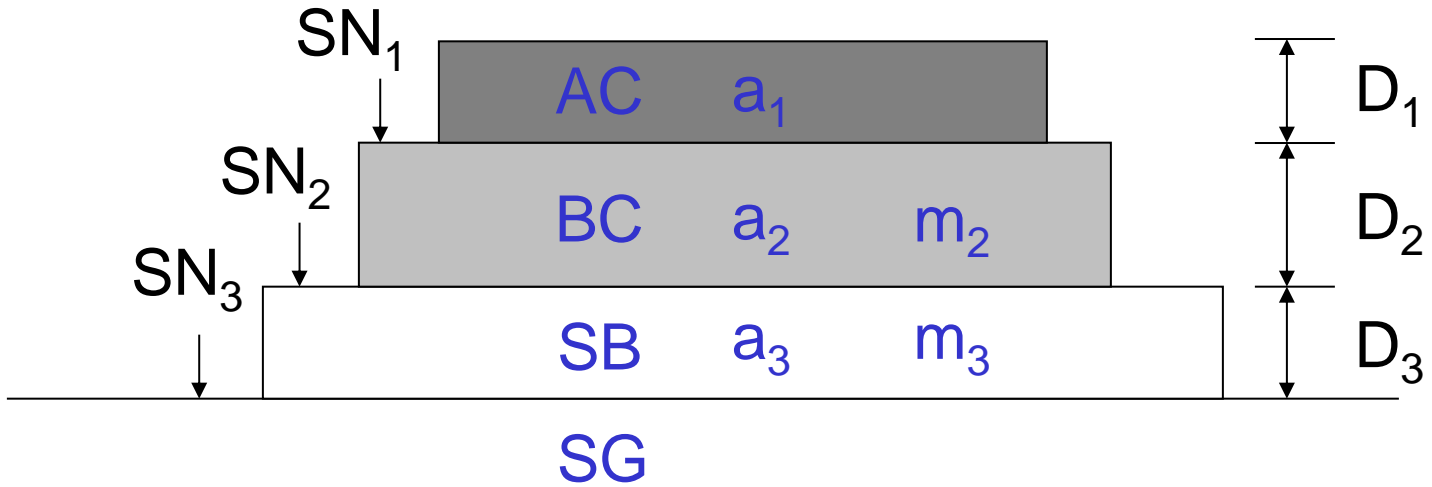 SN₁
AC a₁
D₁
SN₂
BC a₂ m₂
D₂
SN₃
SB a₃ m₃
D₃
SG